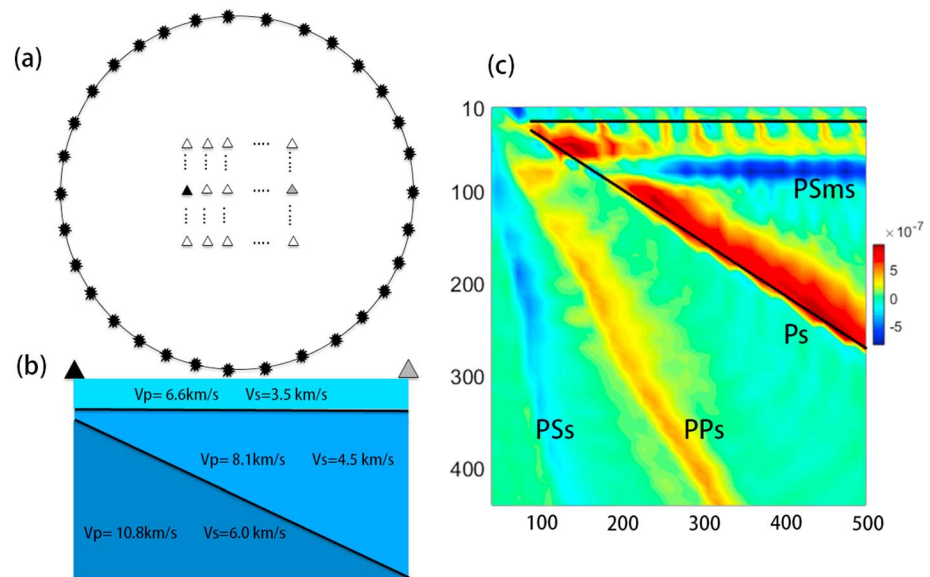 (a)
(b)
Vp= 6.6km/s Vs=3.5 km/s
Vp= 8.1km/s Vs=4.5 km/s
Vp= 10.8km/s Vs=6.0 km/s
(c)
10
100
200
300
400
100 200 300 400 500
PSms
Ps
PPs
PSs
×10⁻⁷
5
0
-5